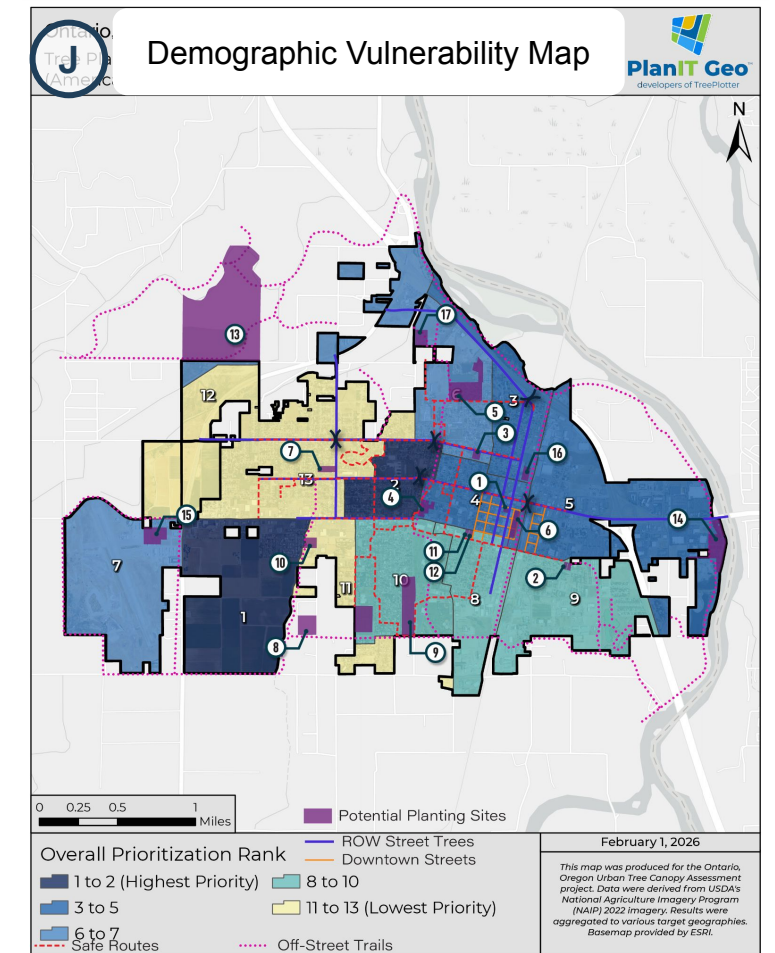 Ontario,
Tree Pla
(America
J
Demographic Vulnerability Map
PlanIT Geo™
developers of TreePlotter
N
13
17
12
5
3
3
7
16
13
2
1
4
4
5
15
6
14
7
11
10
12
2
11
10
8
9
1
8
9
0 0.25 0.5 1
Miles
Potential Planting Sites
Overall Prioritization Rank
1 to 2 (Highest Priority)
3 to 5
6 to 7
8 to 10
11 to 13 (Lowest Priority)
ROW Street Trees
Downtown Streets
Safe Routes
Off-Street Trails
February 1, 2026
This map was produced for the Ontario,
Oregon Urban Tree Canopy Assessment
project. Data were derived from USDA's
National Agriculture Imagery Program
(NAIP) 2022 imagery. Results were
aggregated to various target geographies.
Basemap provided by ESRI.